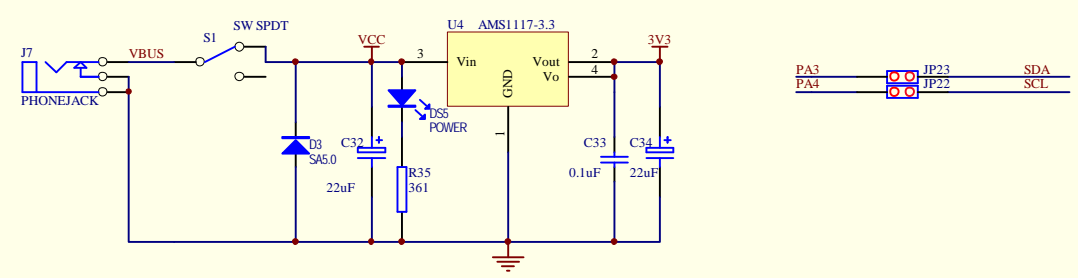 SW SPDT
U4 AMS1117-3.3
S1
J7
VBUS
VCC
3V3
3
Vin
Vout
2
Vo
4
GND
1
PHONEJACK
PA3
JP23
SDA
PA4
JP22
SCL
DS5
POWER
D3
SA5.0
C32
+
22uF
R35
361
C33
0.1uF
C34
+
22uF